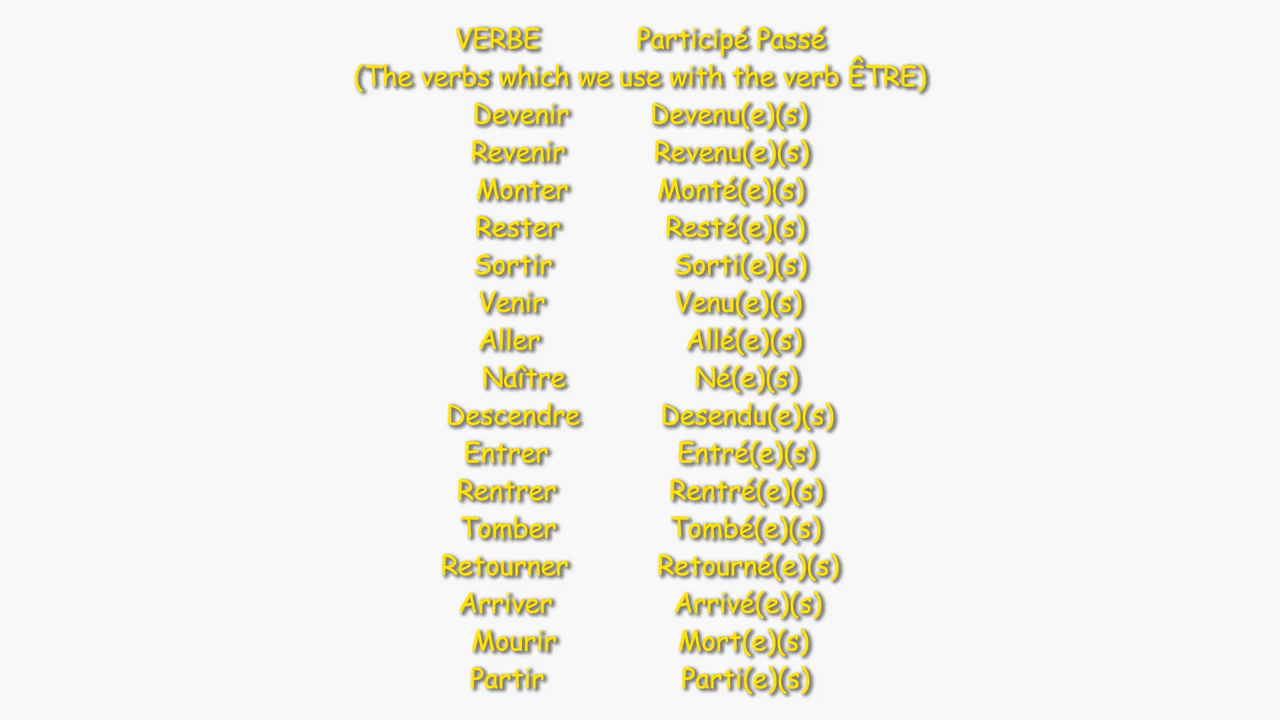 VERBE Participé Passé
(The verbs which we use with the verb ÊTRE)
Devenir Devenu(e)(s)
Revenir Revenu(e)(s)
Monter Monté(e)(s)
Rester Resté(e)(s)
Sortir Sorti(e)(s)
Venir Venu(e)(s)
Aller Allé(e)(s)
Naître Né(e)(s)
Descendre Desendu(e)(s)
Entrer Entré(e)(s)
Rentrer Rentré(e)(s)
Tomber Tombé(e)(s)
Retourner Retourné(e)(s)
Arriver Arrivé(e)(s)
Mourir Mort(e)(s)
Partir Parti(e)(s)